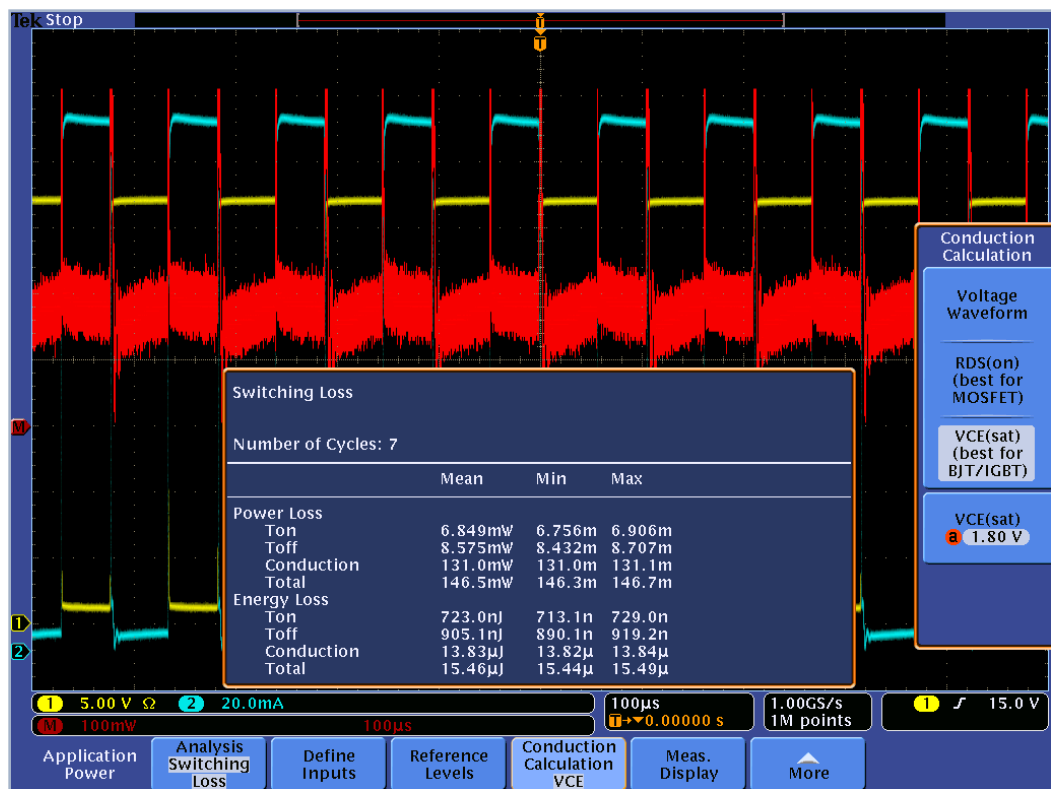 Tek Stop
T
T
Conduction
Calculation
Voltage
Waveform
RDS(on)
(best for
MOSFET)
VCE(sat)
(best for
BJT/IGBT)
VCE(sat)
a 1.80 V
M
1
2
Switching Loss
Number of Cycles: 7
Mean Min Max
Power Loss
Ton 6.849mW 6.756m 6.906m
Toff 8.575mW 8.432m 8.707m
Conduction 131.0mW 131.0m 131.1m
Total 146.5mW 146.3m 146.7m
Energy Loss
Ton 723.0nJ 713.1n 729.0n
Toff 905.1nJ 890.1n 919.2n
Conduction 13.83µJ 13.82µ 13.84µ
Total 15.46µJ 15.44µ 15.49µ
1 5.00 V Ω 2 20.0mA
M 100mW 100µs
100µs
T→▼0.00000 s
1.00GS/s
1M points
1 ∫ 15.0 V
Application
Power
Analysis
Switching
Loss
Define
Inputs
Reference
Levels
Conduction
Calculation
VCE
Meas.
Display
More